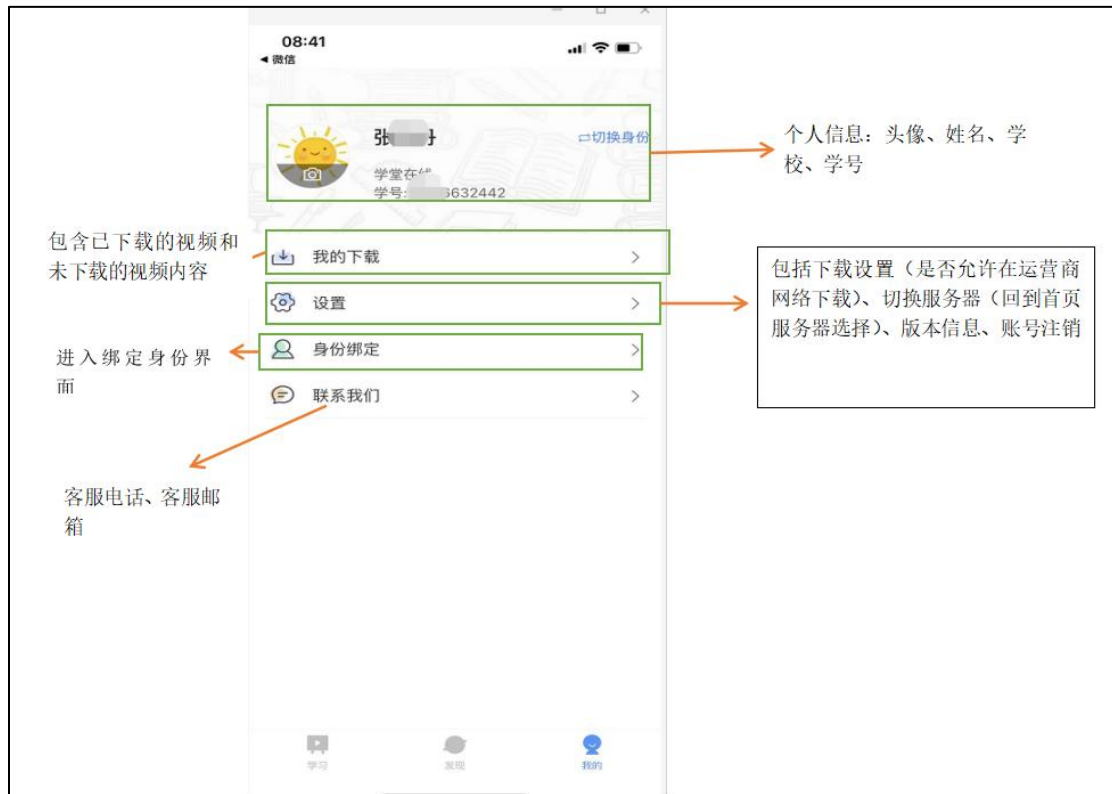 08:41
微信
张
切换身份
学堂在
学号:
6632442
个人信息：头像、姓名、学
校、学号
包含已下载的视频和
未下载的视频内容
我的下载
包括下载设置（是否允许在运营商
网络下载）、切换服务器（回到首页
服务器选择）、版本信息、账号注销
设置
进入绑定身份界
面
身份绑定
联系我们
客服电话、客服邮
箱
学习
发现
我的